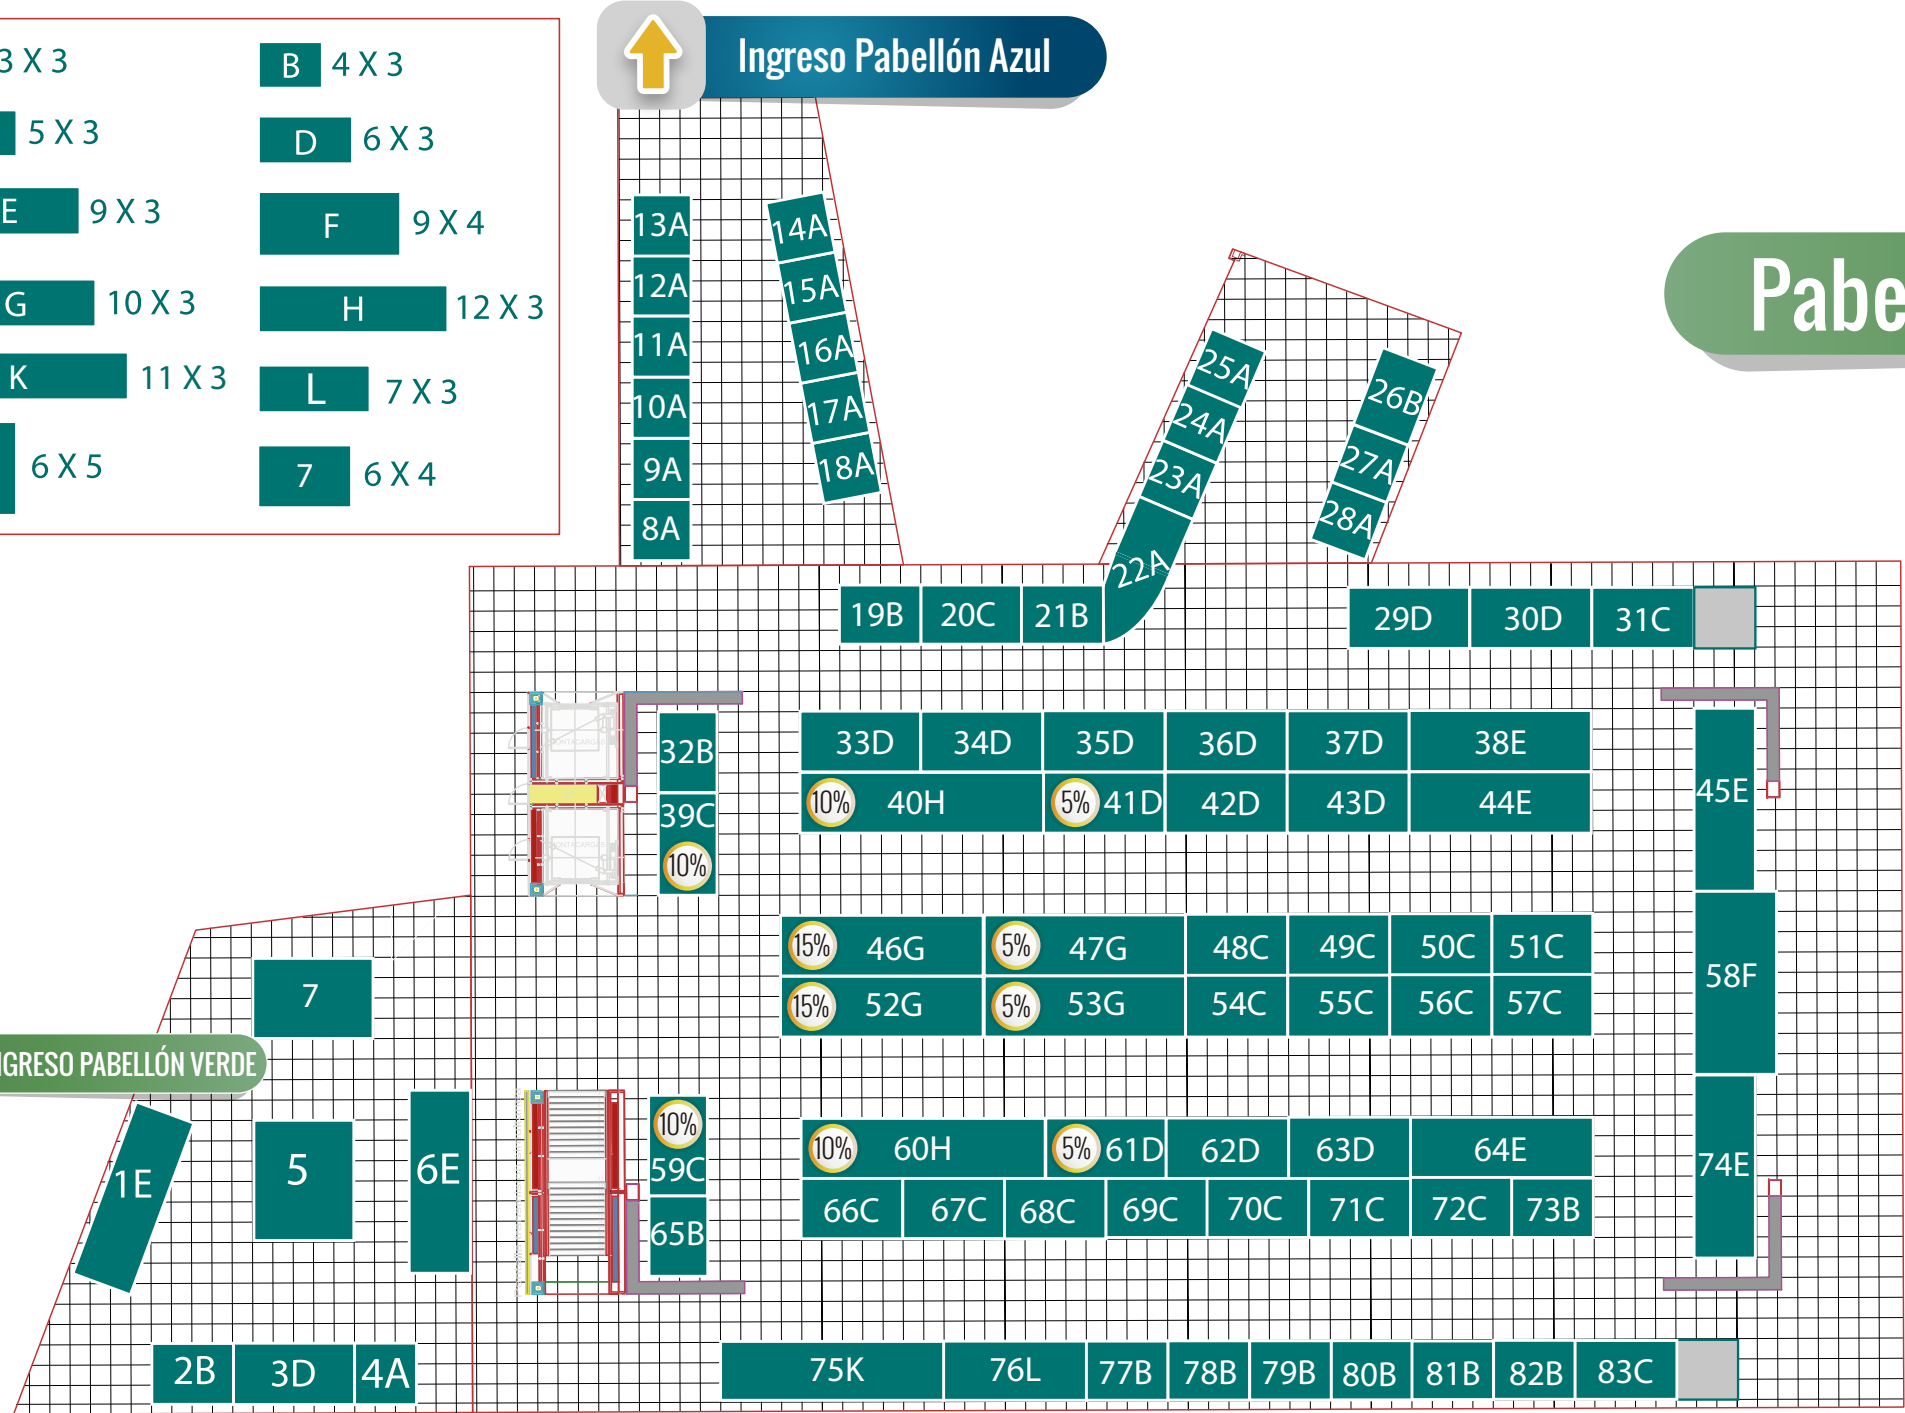 3 X 3
B 4 X 3
5 X 3
D 6 X 3
E 9 X 3
F 9 X 4
G 10 X 3
H 12 X 3
K 11 X 3
L 7 X 3
6 X 5
7 6 X 4
Ingreso Pabellón Azul
Pabe
13A
12A
11A
10A
9A
8A
14A
15A
16A
17A
18A
25A
24A
23A
22A
26B
27A
28A
19B 20C 21B
29D 30D 31C
32B
39C
10%
33D 34D 35D 36D 37D 38E
10% 40H 5% 41D 42D 43D 44E
45E
58F
74E
15% 46G 5% 47G 48C 49C 50C 51C
15% 52G 5% 53G 54C 55C 56C 57C
7
NGRESO PABELLÓN VERDE
1E
5
6E
10%
59C
65B
10% 60H 5% 61D 62D 63D 64E
66C 67C 68C 69C 70C 71C 72C 73B
2B 3D 4A
75K 76L 77B 78B 79B 80B 81B 82B 83C